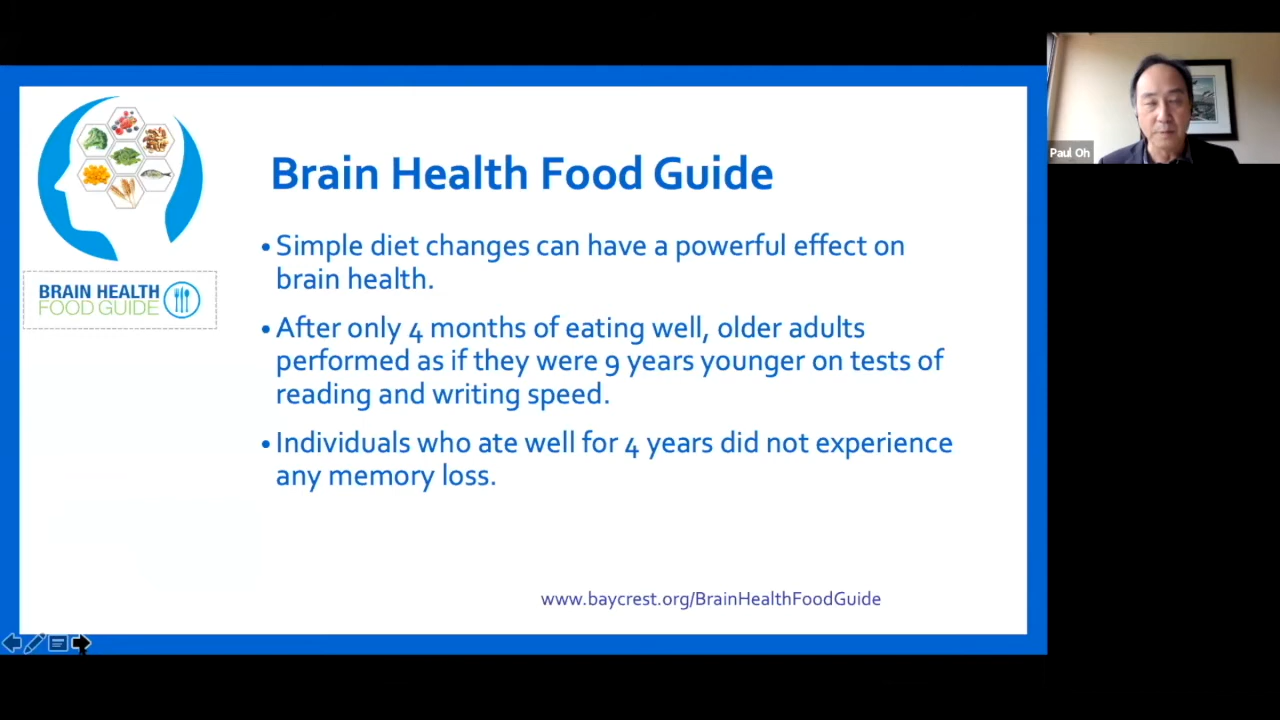 Brain Health Food Guide
• Simple diet changes can have a powerful effect on
brain health.
• After only 4 months of eating well, older adults
performed as if they were 9 years younger on tests of
reading and writing speed.
• Individuals who ate well for 4 years did not experience
any memory loss.
BRAIN HEALTH
FOOD GUIDE
www.baycrest.org/BrainHealthFoodGuide
Paul Oh